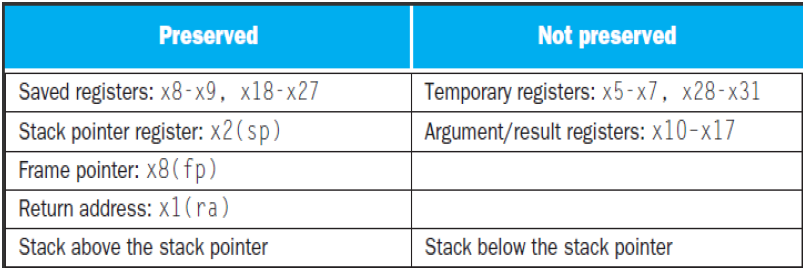 Preserved Not preserved
Saved registers: x8-x9, x18-x27 Temporary registers: x5-x7, x28-x31
Stack pointer register: x2(sp) Argument/result registers: x10–x17
Frame pointer: x8(fp)
Return address: x1(ra)
Stack above the stack pointer Stack below the stack pointer